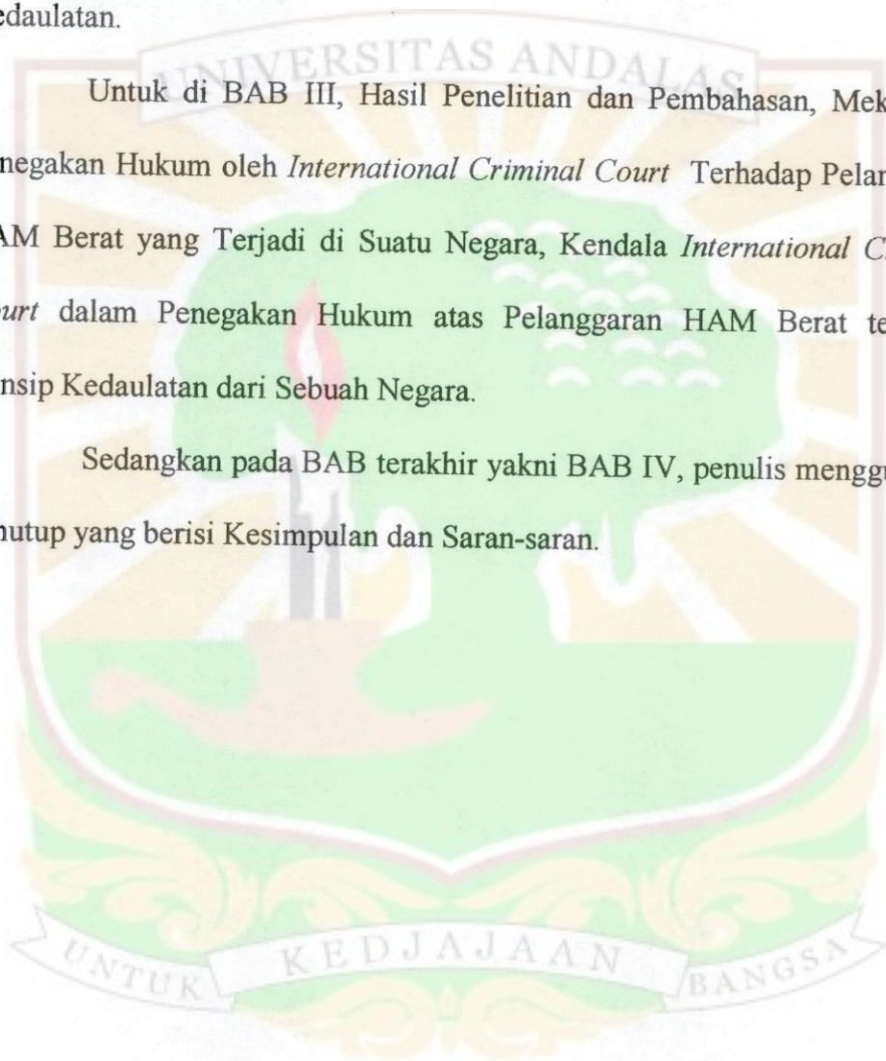 edaulatan.
UNIVERSITAS ANDALAS
Untuk di BAB III, Hasil Penelitian dan Pembahasan, Mek
negakan Hukum oleh International Criminal Court Terhadap Pelan
AM Berat yang Terjadi di Suatu Negara, Kendala International C
urt dalam Penegakan Hukum atas Pelanggaran HAM Berat te
nsip Kedaulatan dari Sebuah Negara.
Sedangkan pada BAB terakhir yakni BAB IV, penulis menggu
nutup yang berisi Kesimpulan dan Saran-saran.
UNTUK KEDJAJAAN BANGSA